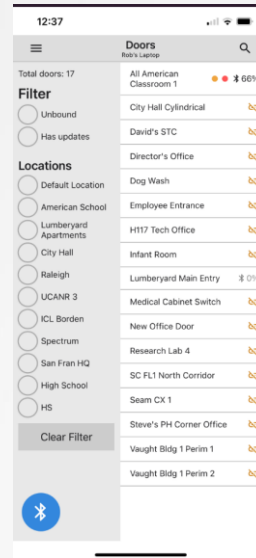 12:37
Doors
Rob's Laptop
Total doors: 17
Filter
Unbound
Has updates
Locations
Default Location
American School
Lumberyard
Apartments
City Hall
Raleigh
UCANR 3
ICL Borden
Spectrum
San Fran HQ
High School
HS
Clear Filter
All American
Classroom 1
66%
City Hall Cylindrical
David's STC
Director's Office
Dog Wash
Employee Entrance
H117 Tech Office
Infant Room
Lumberyard Main Entry
0%
Medical Cabinet Switch
New Office Door
Research Lab 4
SC FL1 North Corridor
Seam CX 1
Steve's PH Corner Office
Vaught Bldg 1 Perim 1
Vaught Bldg 1 Perim 2